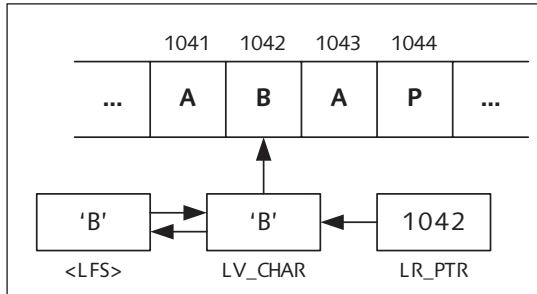 1041 1042 1043 1044
... A B A P ...
‘B’ ‘B’ 1042
<LFS> LV_CHAR LR_PTR